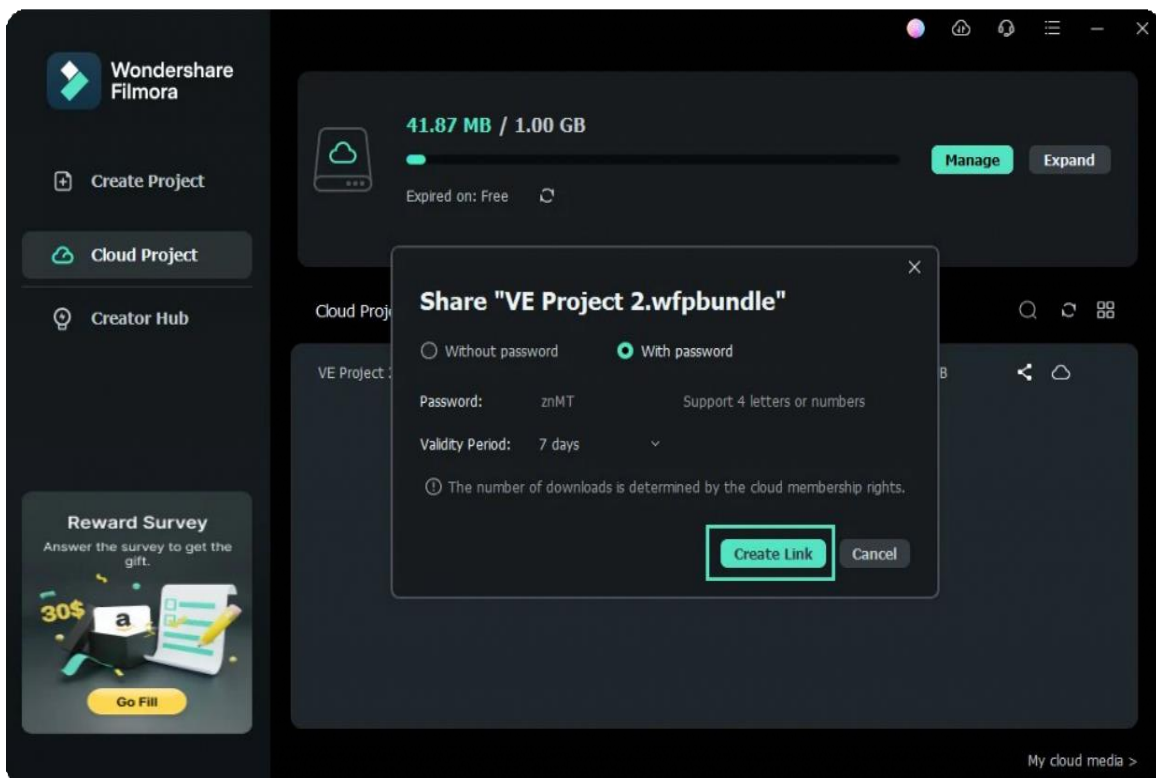 Wondershare
Filmora
Create Project
Cloud Project
Creator Hub
Reward Survey
Answer the survey to get the
gift.
30$
a
Go Fill
41.87 MB / 1.00 GB
Manage
Expand
Expired on: Free
Cloud Proj
VE Project
B
Share "VE Project 2.wfpbundle"
Without password
With password
Password:
znMT
Support 4 letters or numbers
Validity Period:
7 days
The number of downloads is determined by the cloud membership rights.
Create Link
Cancel
My cloud media >